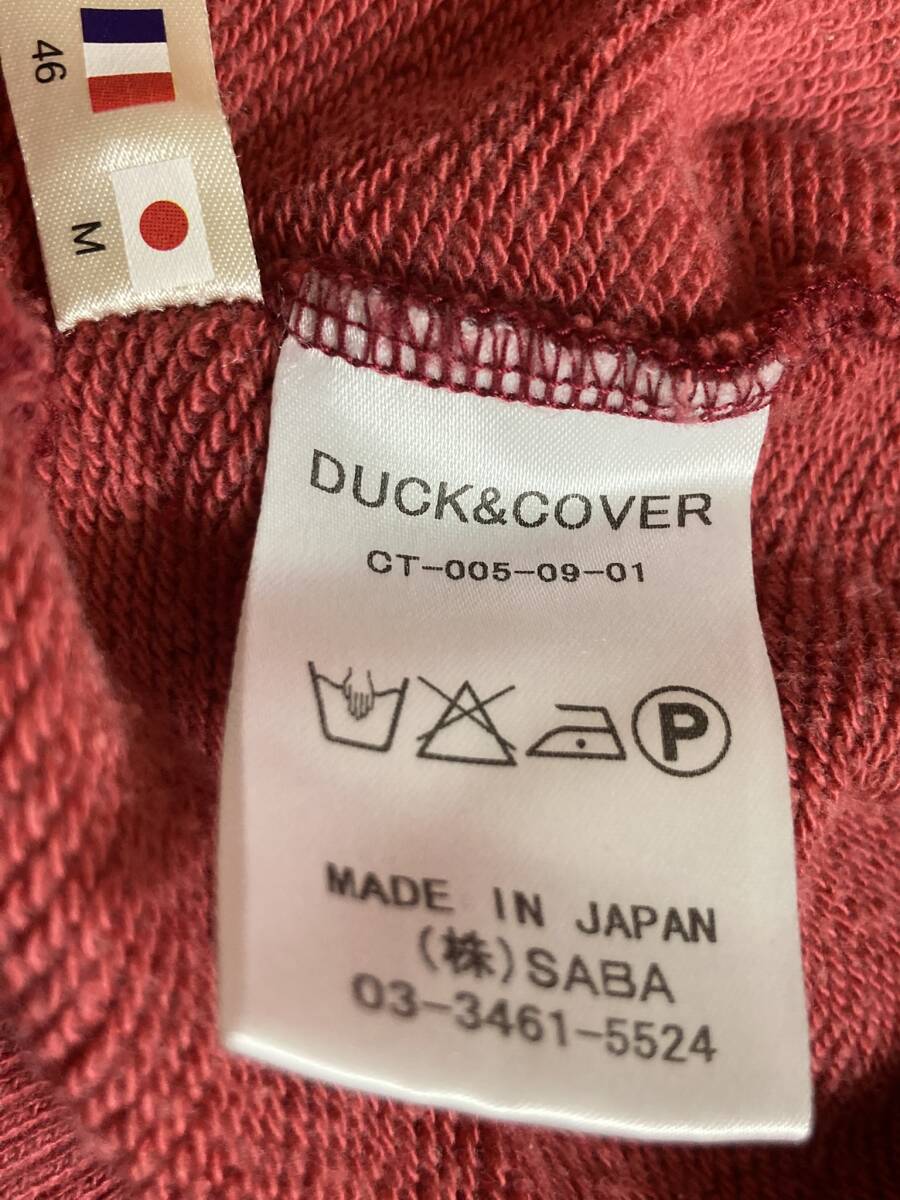 46
M
DUCK&COVER
CT-005-09-01
P
MADE IN JAPAN
(株)SABA
03-3461-5524